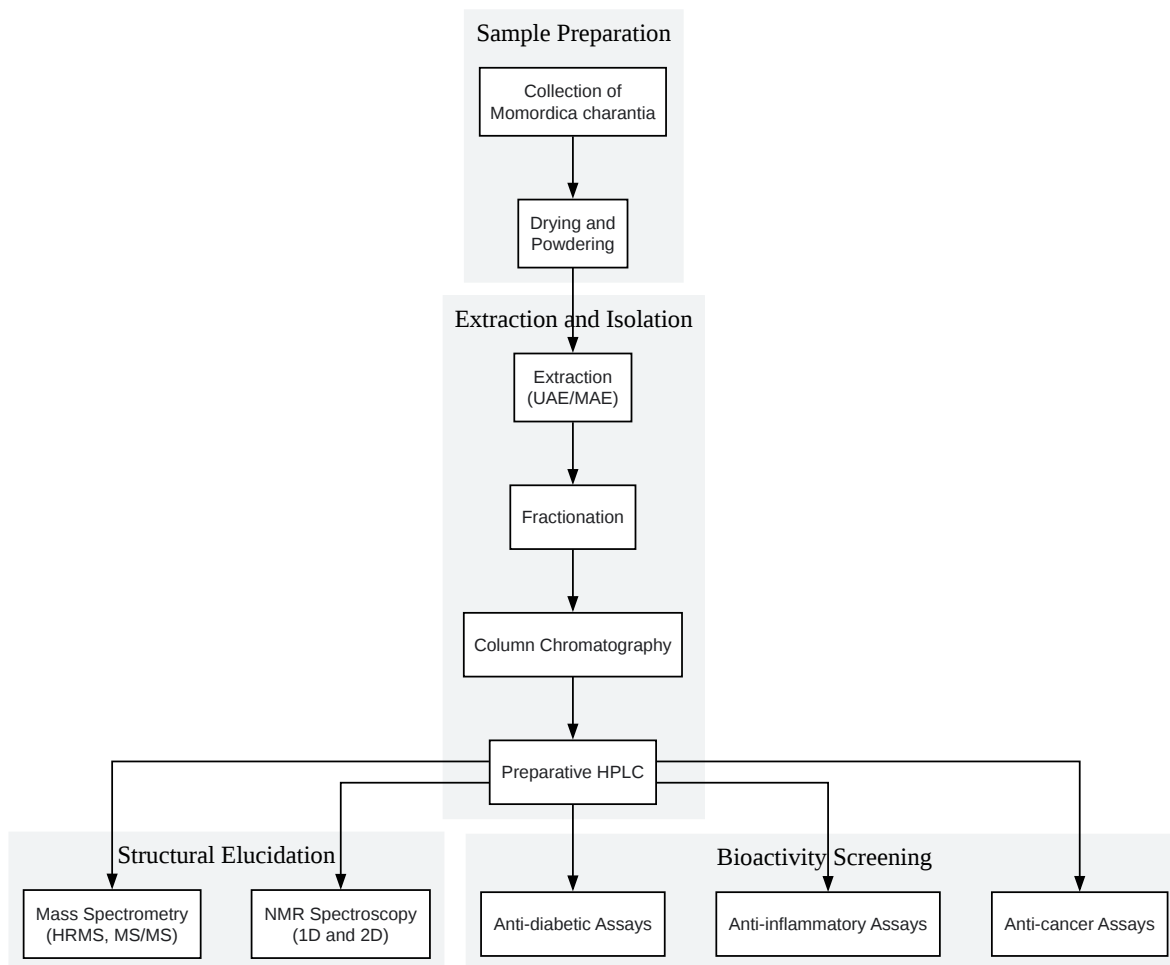 Sample Preparation
Collection of
Momordica charantia
Drying and
Powdering
Extraction and Isolation
Extraction
(UAE/MAE)
Fractionation
Column Chromatography
Preparative HPLC
Structural Elucidation
Mass Spectrometry
(HRMS, MS/MS)
NMR Spectroscopy
(1D and 2D)
Bioactivity Screening
Anti-diabetic Assays
Anti-inflammatory Assays
Anti-cancer Assays